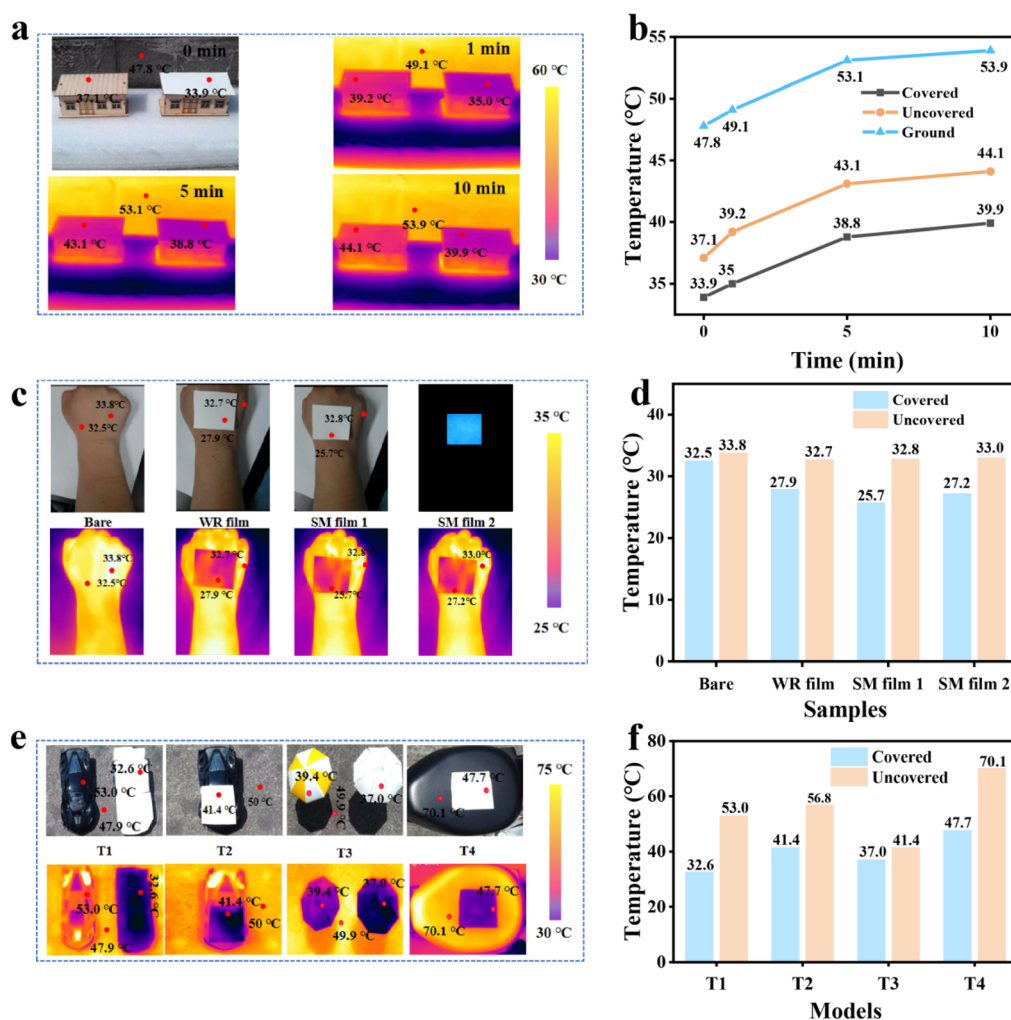 a
0 min
47.8 °C
37.1 °C
33.9 °C
1 min
49.1 °C
39.2 °C
35.0 °C
5 min
53.1 °C
43.1 °C
38.8 °C
10 min
53.9 °C
44.1 °C
39.9 °C
60 °C
30 °C
b
Temperature (°C)
55
50
45
40
35
53.1
53.9
47.8
49.1
Covered
Uncovered
Ground
43.1
44.1
37.1
39.2
38.8
39.9
33.9
35
0
5
10
Time (min)
c
33.8°C
32.5°C
32.7 °C
27.9 °C
32.8°C
25.7°C
Bare
WR film
SM film 1
SM film 2
33.8°C
32.5°C
32.7°C
27.9 °C
32.8
25.7°C
33.0°C
27.2°C
35 °C
25 °C
d
Temperature (°C)
40
30
20
10
0
Covered
Uncovered
32.5
33.8
27.9
32.7
25.7
32.8
27.2
33.0
Bare
WR film
SM film 1
SM film 2
Samples
e
32.6 °C
53.0 °C
47.9 °C
41.4 °C
50 °C
39.4 °C
37.0 °C
49.9 °C
47.7 °C
70.1 °C
T1
T2
T3
T4
53.0 °C
32.6 °C
47.9 °C
41.4 °C
50 °C
39.4 °C
37.0 °C
49.9 °C
47.7 °C
70.1 °C
75 °C
30 °C
f
Temperature (°C)
80
60
40
20
0
Covered
Uncovered
32.6
53.0
41.4
56.8
37.0
41.4
47.7
70.1
T1
T2
T3
T4
Models